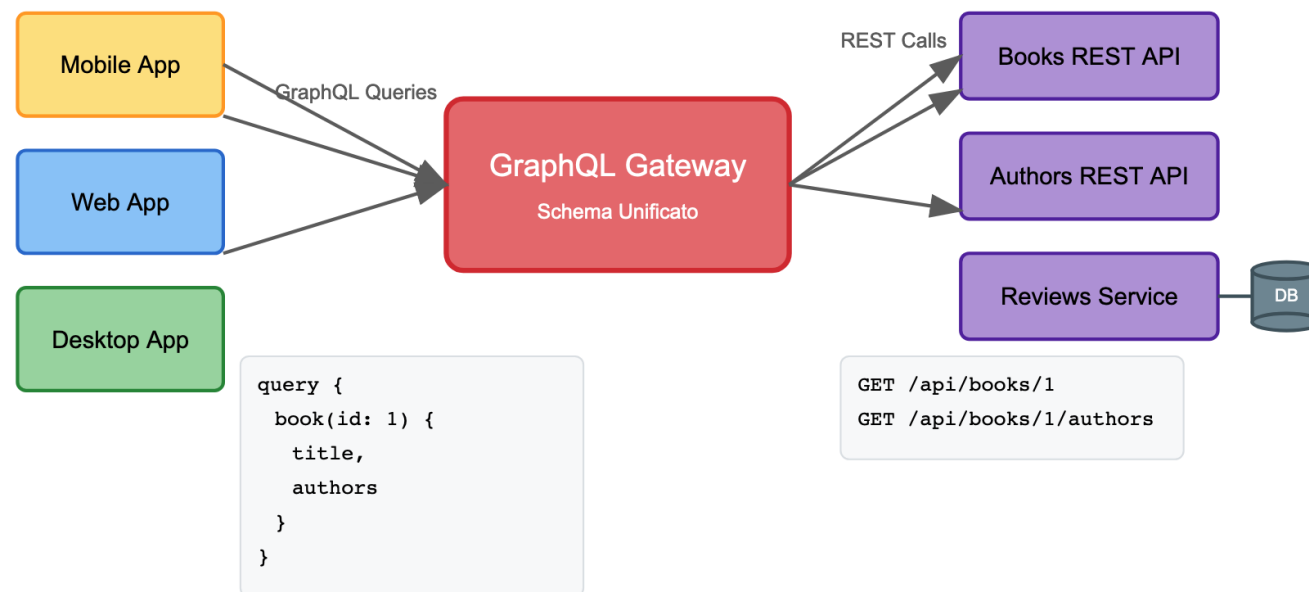 Mobile App
Web App
Desktop App
GraphQL Queries
GraphQL Gateway
Schema Unificato
REST Calls
Books REST API
Authors REST API
Reviews Service
DB
query {
book(id: 1) {
title,
authors
}
}
GET /api/books/1
GET /api/books/1/authors